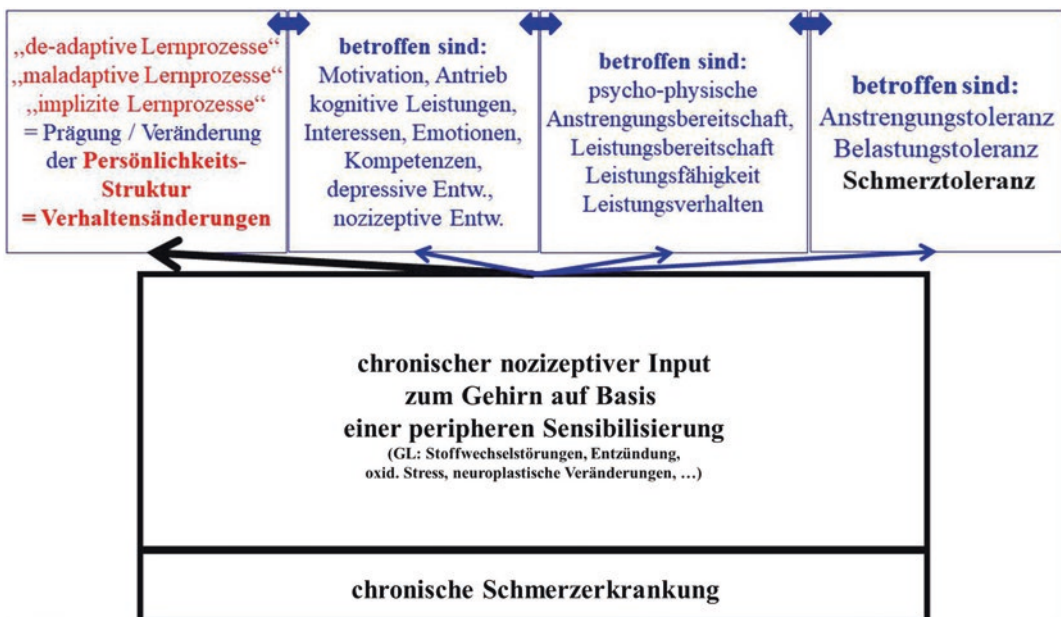 „de-adaptive Lernprozesse“
„maladaptive Lernprozesse“
„implizite Lernprozesse“
= Prägung / Veränderung
der Persönlichkeits-
Struktur
= Verhaltensänderungen
betroffen sind:
Motivation, Antrieb
kognitive Leistungen,
Interessen, Emotionen,
Kompetenzen,
depressive Entw.,
nozizeptive Entw.
betroffen sind:
psycho-physische
Anstrengungsbereitschaft,
Leistungsbereitschaft
Leistungsfähigkeit
Leistungsverhalten
betroffen sind:
Anstrengungstoleranz
Belastungstoleranz
Schmerztoleranz
chronischer nozizeptiver Input
zum Gehirn auf Basis
einer peripheren Sensibilisierung
(GL: Stoffwechselstörungen, Entzündung,
oxid. Stress, neuroplastische Veränderungen, …)
chronische Schmerzerkrankung